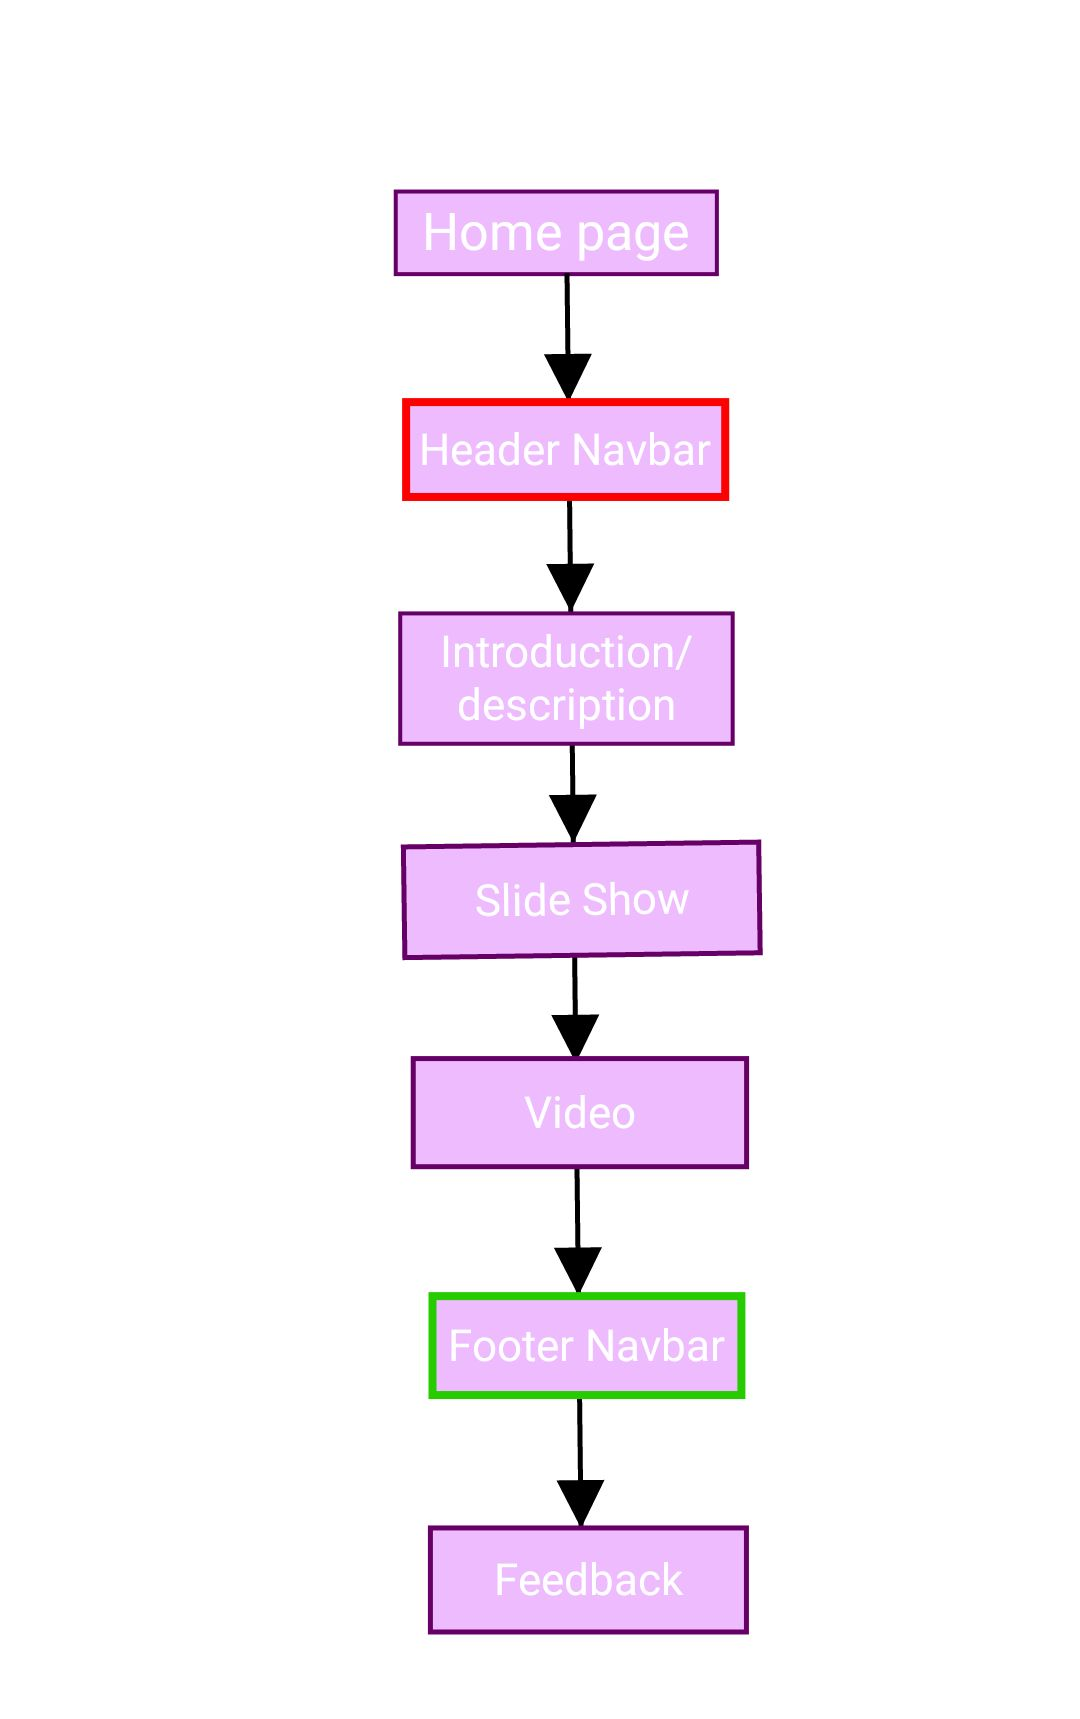 Home page
Header Navbar
Introduction/
description
Slide Show
Video
Footer Navbar
Feedback